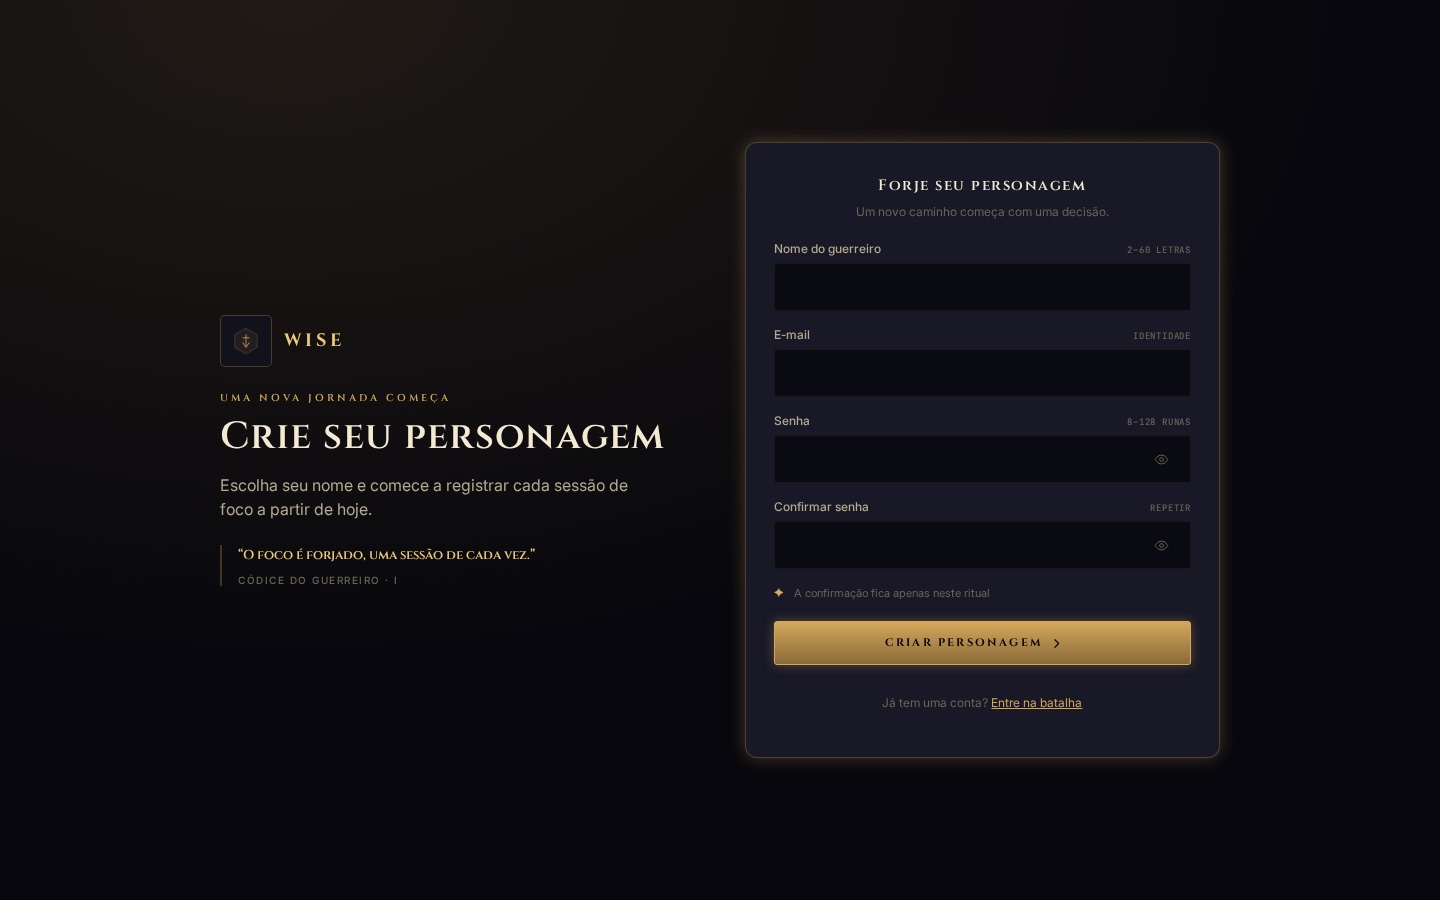 WISE
UMA NOVA JORNADA COMEÇA
Crie seu personagem
Escolha seu nome e comece a registrar cada sessão de
foco a partir de hoje.
“O foco é forjado, uma sessão de cada vez.”
CÓDICE DO GUERREIRO · I
Forje seu personagem
Um novo caminho começa com uma decisão.
Nome do guerreiro 2–60 LETRAS
E-mail IDENTIDADE
Senha 8–128 RUNAS
Confirmar senha REPETIR
A confirmação fica apenas neste ritual
CRIAR PERSONAGEM
Já tem uma conta? Entre na batalha